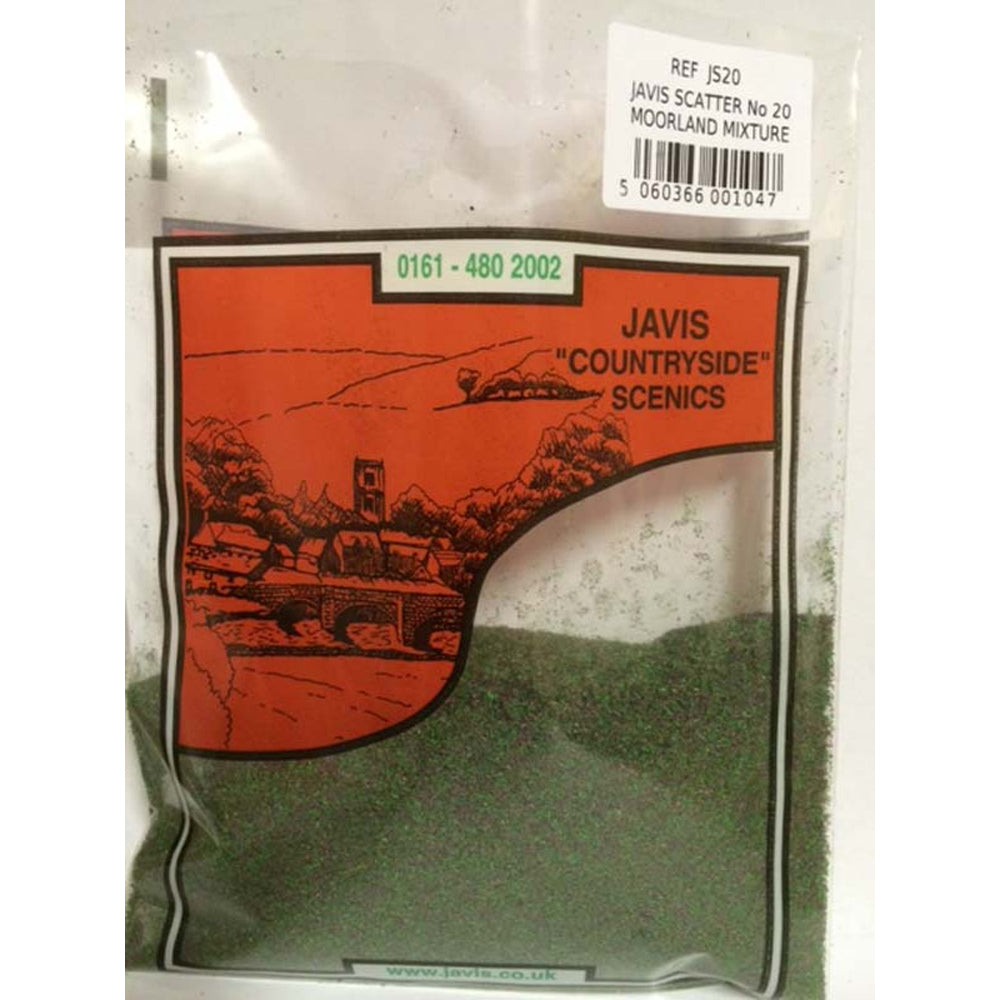 REF JS20
JAVIS SCATTER No 20
MOORLAND MIXTURE
5 060366 001047
0161 - 480 2002
JAVIS
"COUNTRYSIDE"
SCENICS
www.javis.co.uk